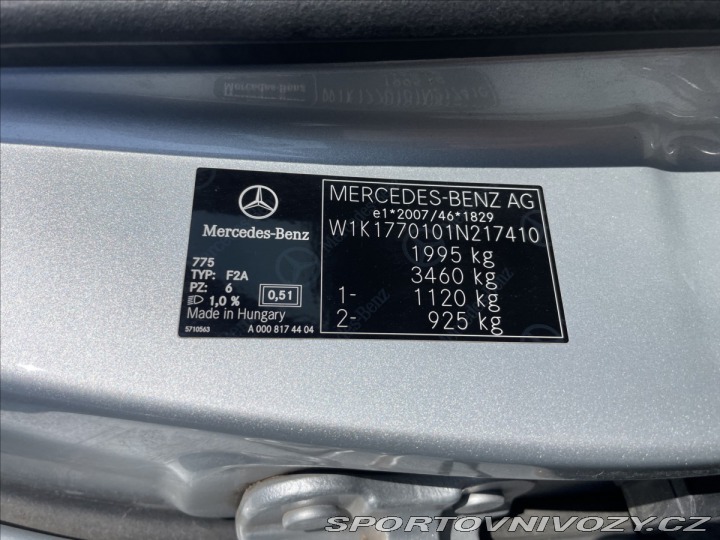 Mercedes-Benz
775
TYP: F2A
PZ: 6
1,0 %
0,51
Made in Hungary
5710563
A 000 817 44 04
MERCEDES-BENZ AG
e1*2007/46*1829
W1K1770101N217410
1995 kg
3460 kg
1- 1120 kg
2- 925 kg
SPORTOVNIVOZY.CZ